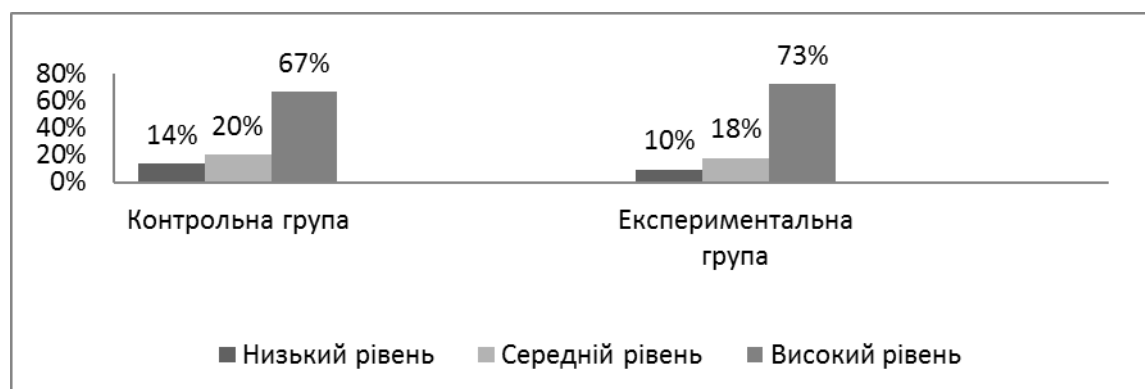 80%
60%
40%
20%
0%
14%
20%
67%
10%
18%
73%
Контрольна група
Експериментальна
група
Низький рівень
Середній рівень
Високий рівень